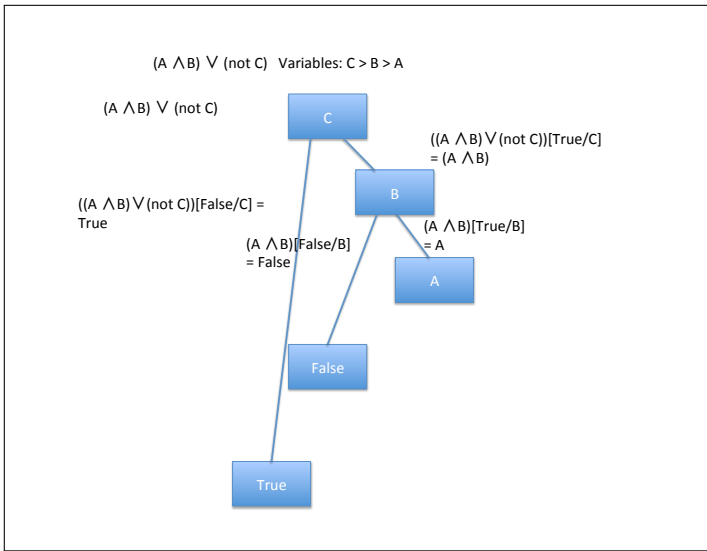 (A ∧B) ∨ (not C) Variables: C > B > A
(A ∧B) ∨ (not C)
C
((A ∧B)∨(not C))[True/C]
= (A ∧B)
B
((A ∧B)∨(not C))[False/C] =
True
(A ∧B)[True/B]
= A
(A ∧B)[False/B]
= False
A
False
True